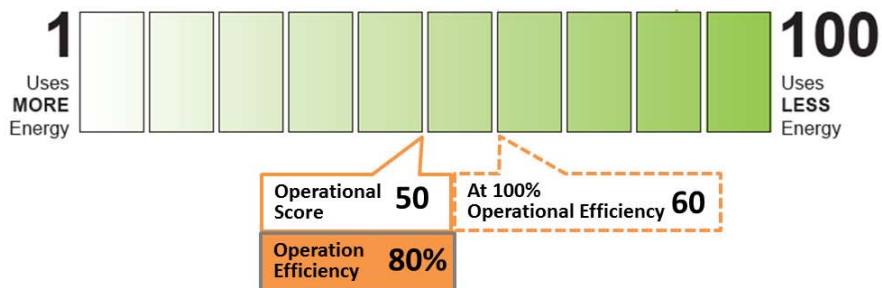 1
Uses
MORE
Energy
100
Uses
LESS
Energy
Operational
Score
50
At 100%
Operational Efficiency
60
Operation
Efficiency
80%